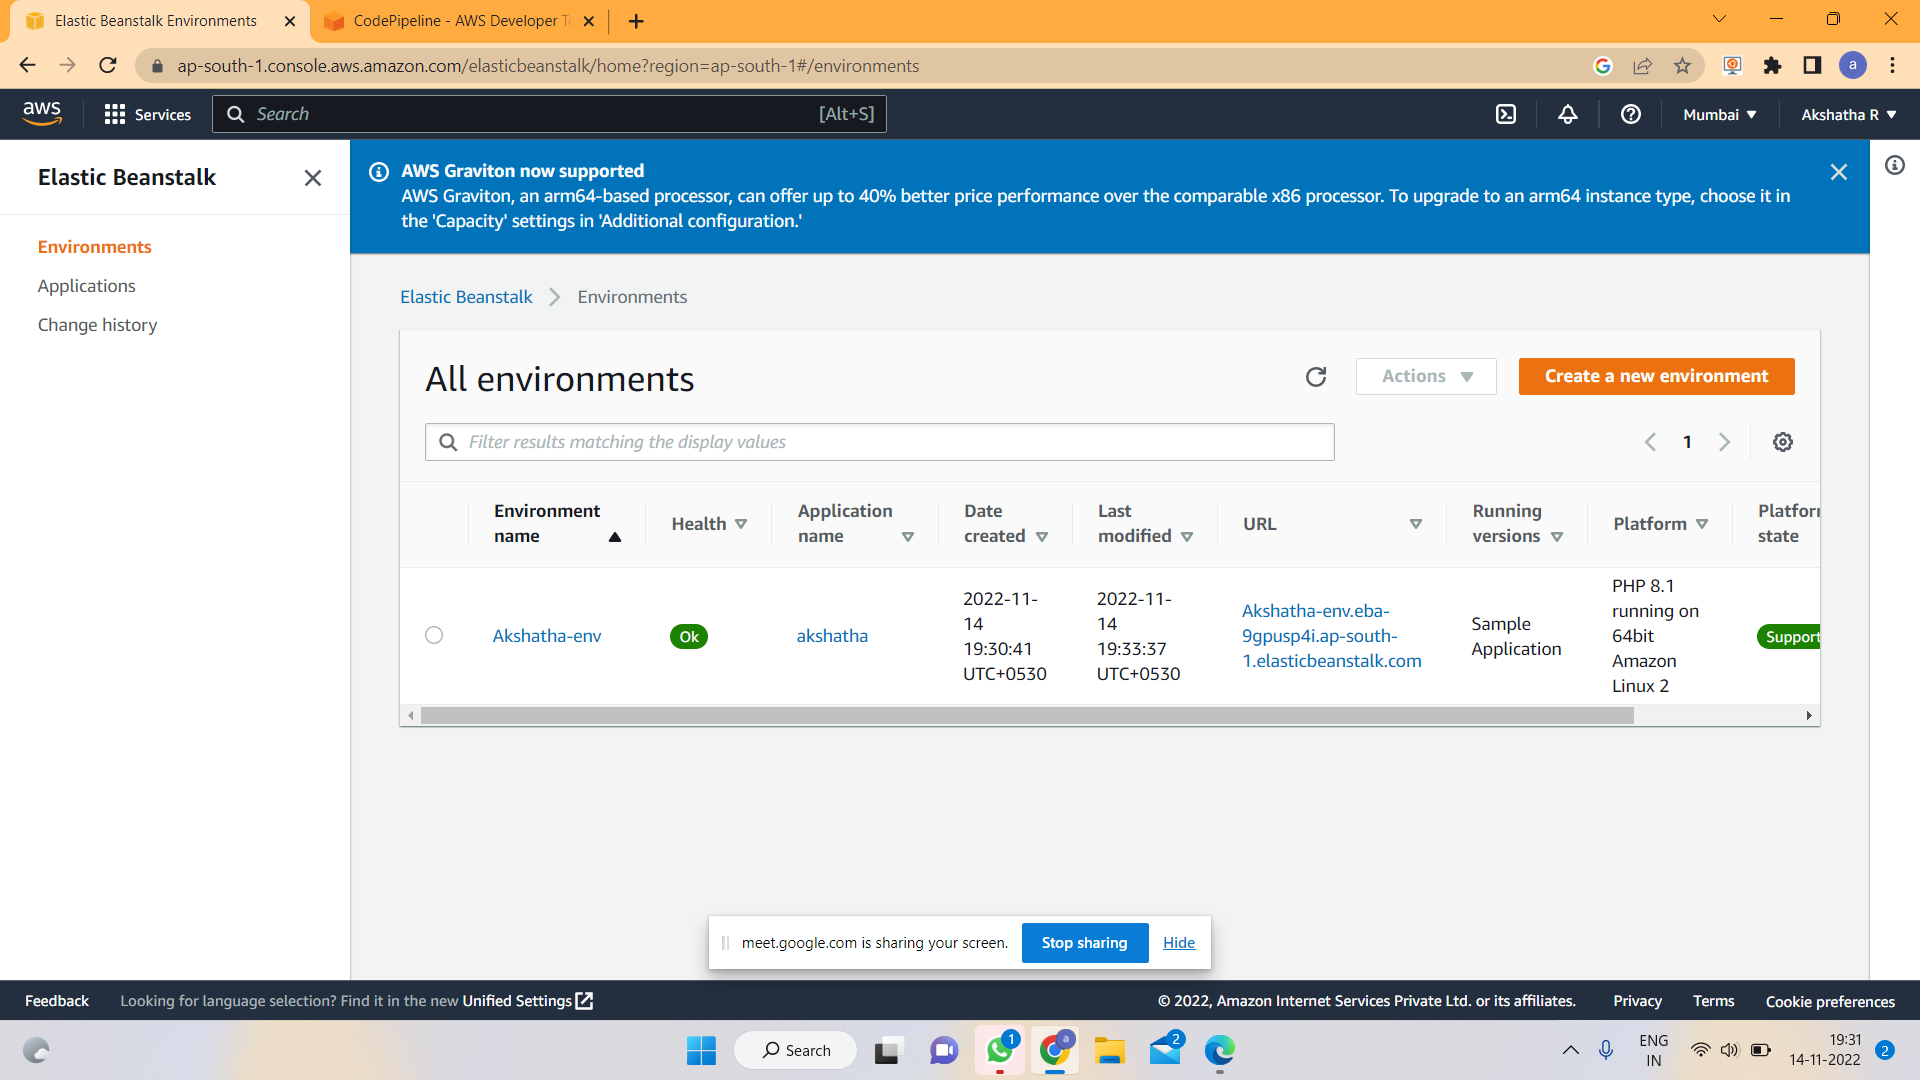 Elastic Beanstalk Environments
CodePipeline - AWS Developer To
ap-south-1.console.aws.amazon.com/elasticbeanstalk/home?region=ap-south-1#/environments
a
aws
Services
Search
[Alt+S]
Mumbai
Akshatha R
Elastic Beanstalk
Environments
Applications
Change history
AWS Graviton now supported
AWS Graviton, an arm64-based processor, can offer up to 40% better price performance over the comparable x86 processor. To upgrade to an arm64 instance type, choose it in
the 'Capacity' settings in 'Additional configuration.'
Elastic Beanstalk
Environments
All environments
Actions
Create a new environment
Filter results matching the display values
1
Environment
name
Health
Application
name
Date
created
Last
modified
URL
Running
versions
Platform
Platfor
state
Akshatha-env
Ok
akshatha
2022-11-
14
19:30:41
UTC+0530
2022-11-
14
19:33:37
UTC+0530
Akshatha-env.eba-
9gpusp4i.ap-south-
1.elasticbeanstalk.com
Sample
Application
PHP 8.1
running on
64bit
Amazon
Linux 2
Support
meet.google.com is sharing your screen.
Stop sharing
Hide
Feedback
Looking for language selection? Find it in the new Unified Settings
© 2022, Amazon Internet Services Private Ltd. or its affiliates.
Privacy
Terms
Cookie preferences
Search
1
a
2
ENG
IN
19:31
14-11-2022
2